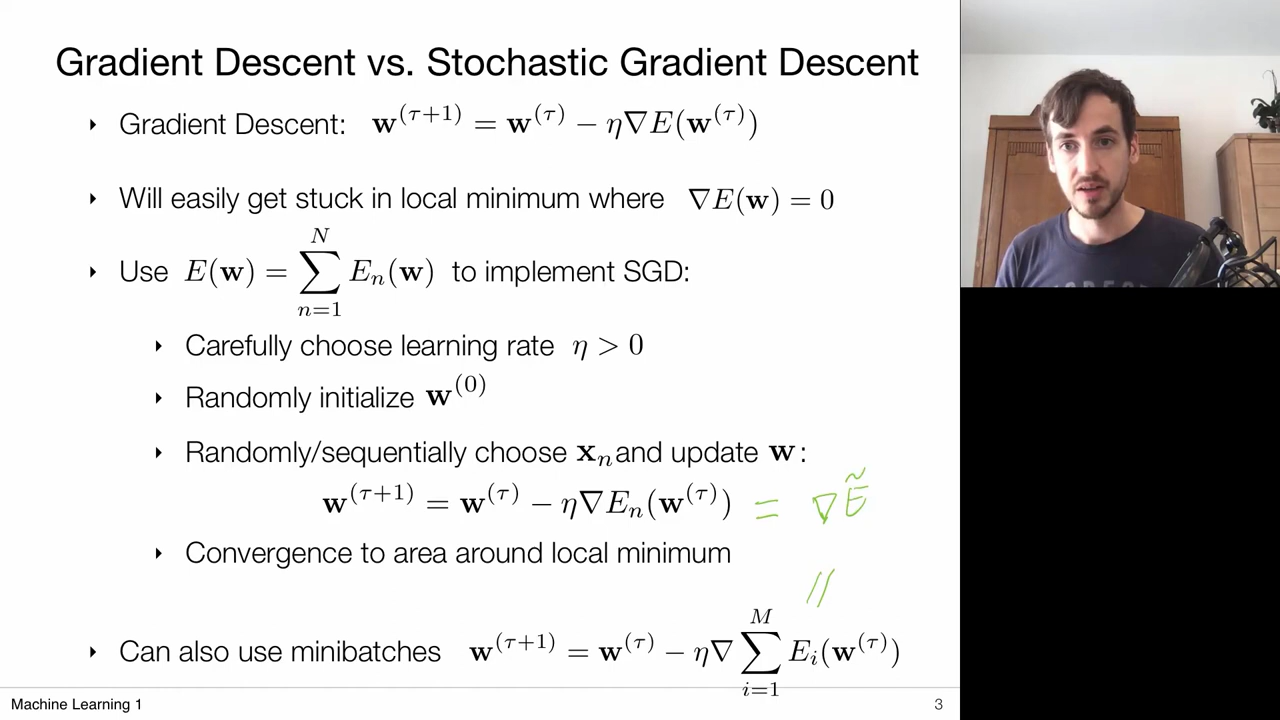 Gradient Descent vs. Stochastic Gradient Descent
‣ Gradient Descent: w^(τ+1) = w^(τ) − η∇E(w^(τ))
‣ Will easily get stuck in local minimum where ∇E(w) = 0
‣ Use E(w) = ∑_{n=1}^{N} E_n(w) to implement SGD:
‣ Carefully choose learning rate η > 0
‣ Randomly initialize w^(0)
‣ Randomly/sequentially choose x_n and update w:
w^(τ+1) = w^(τ) − η∇E_n(w^(τ)) = ∇Ẽ
‣ Convergence to area around local minimum
//
‣ Can also use minibatches w^(τ+1) = w^(τ) − η∇ ∑_{i=1}^{M} E_i(w^(τ))
Machine Learning 1 3